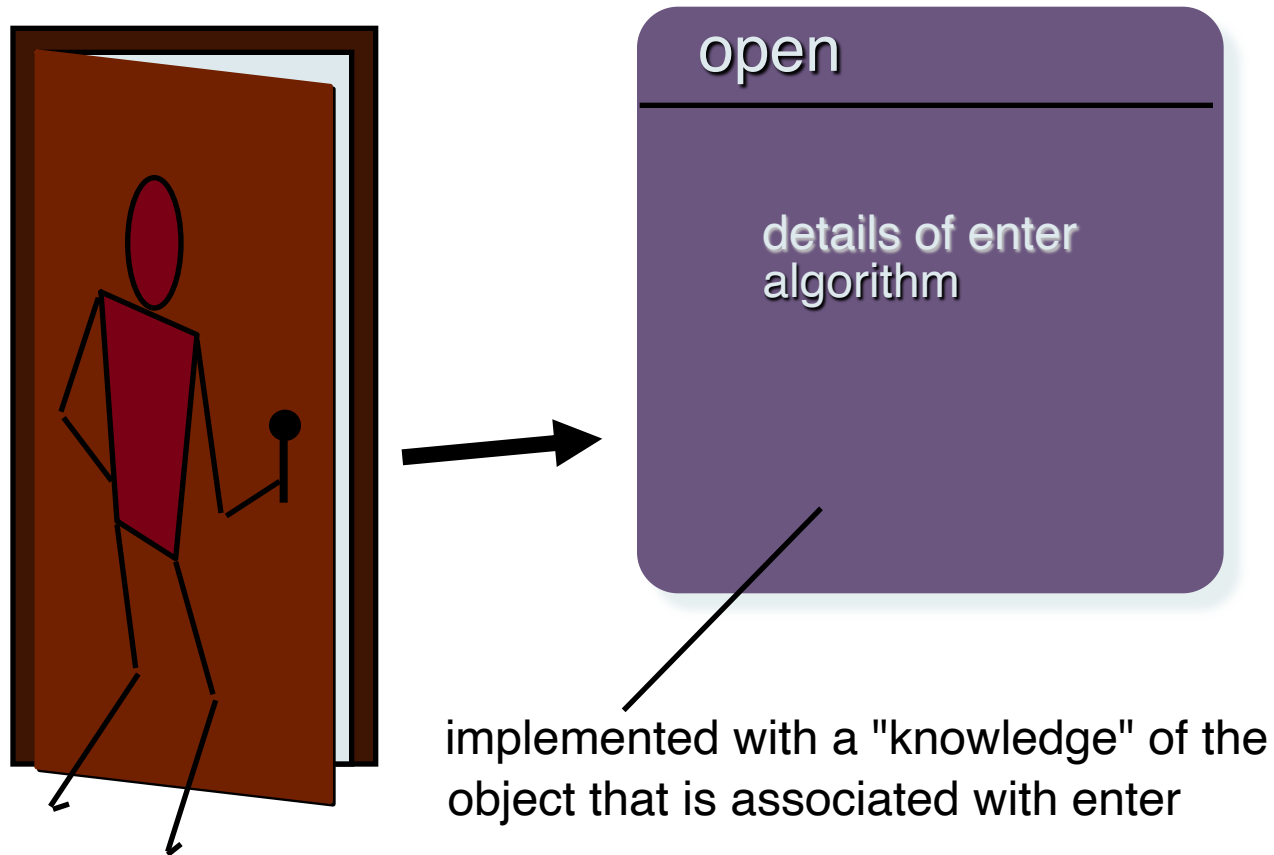 open
details of enter
algorithm
implemented with a "knowledge" of the
object that is associated with enter